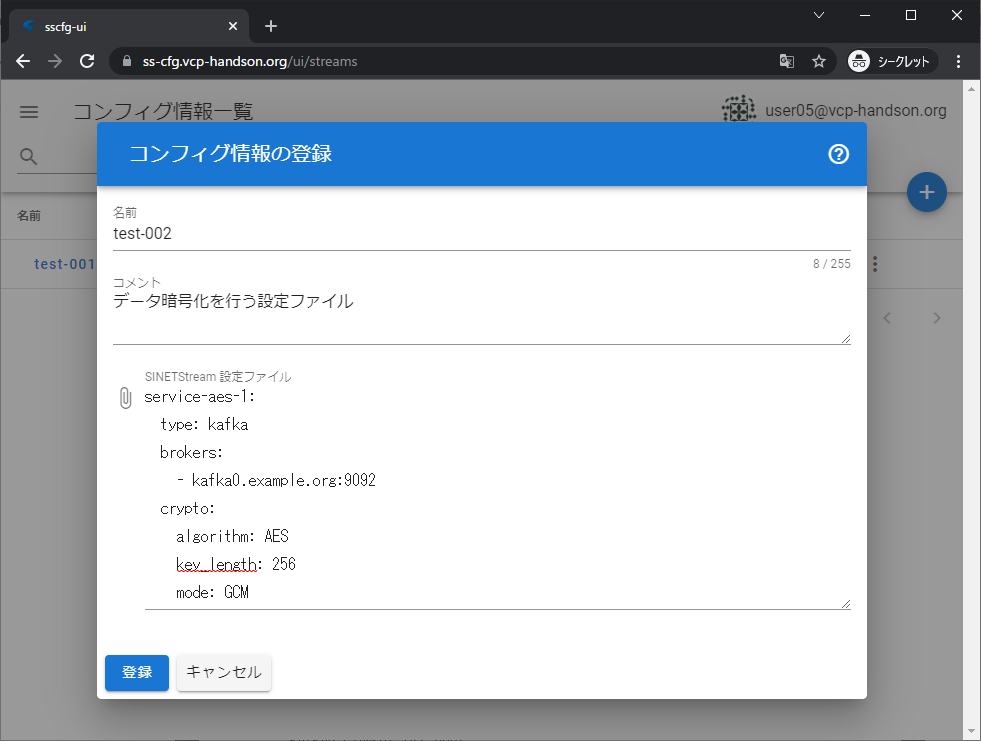 sscfg-ui
ss-cfg.vcp-handson.org/ui/streams
シークレット
コンフィグ情報一覧
user05@vcp-handson.org
コンフィグ情報の登録
名前
test-001
名前
test-002
8 / 255
コメント
データ暗号化を行う設定ファイル
SINETStream 設定ファイル
service-aes-1:
type: kafka
brokers:
- kafka0.example.org:9092
crypto:
algorithm: AES
key_length: 256
mode: GCM
登録
キャンセル